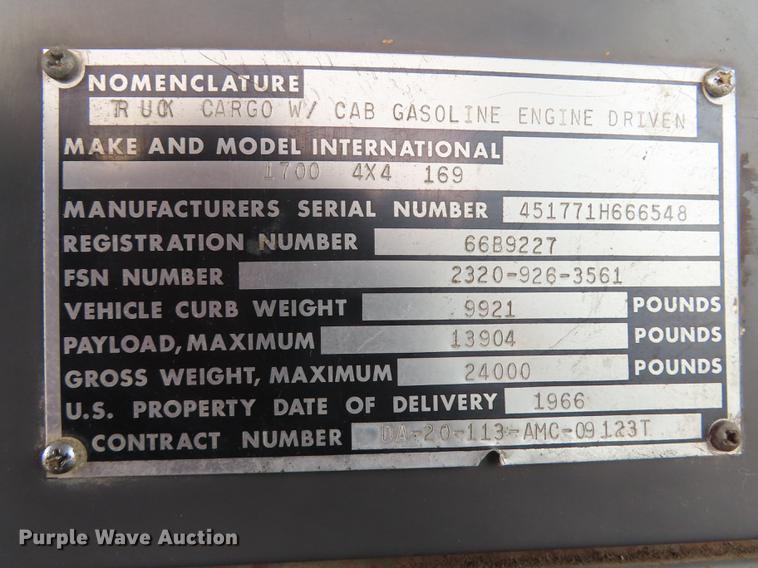 NOMENCLATURE
TRUCK CARGO W/ CAB GASOLINE ENGINE DRIVEN
MAKE AND MODEL INTERNATIONAL
1700 4X4 169
MANUFACTURERS SERIAL NUMBER 451771H666548
REGISTRATION NUMBER 66B9227
FSN NUMBER 2320-926-3561
VEHICLE CURB WEIGHT 9921 POUNDS
PAYLOAD, MAXIMUM 13904 POUNDS
GROSS WEIGHT, MAXIMUM 24000 POUNDS
U.S. PROPERTY DATE OF DELIVERY 1966
CONTRACT NUMBER DA-20-113-AMC-09123T
Purple Wave Auction